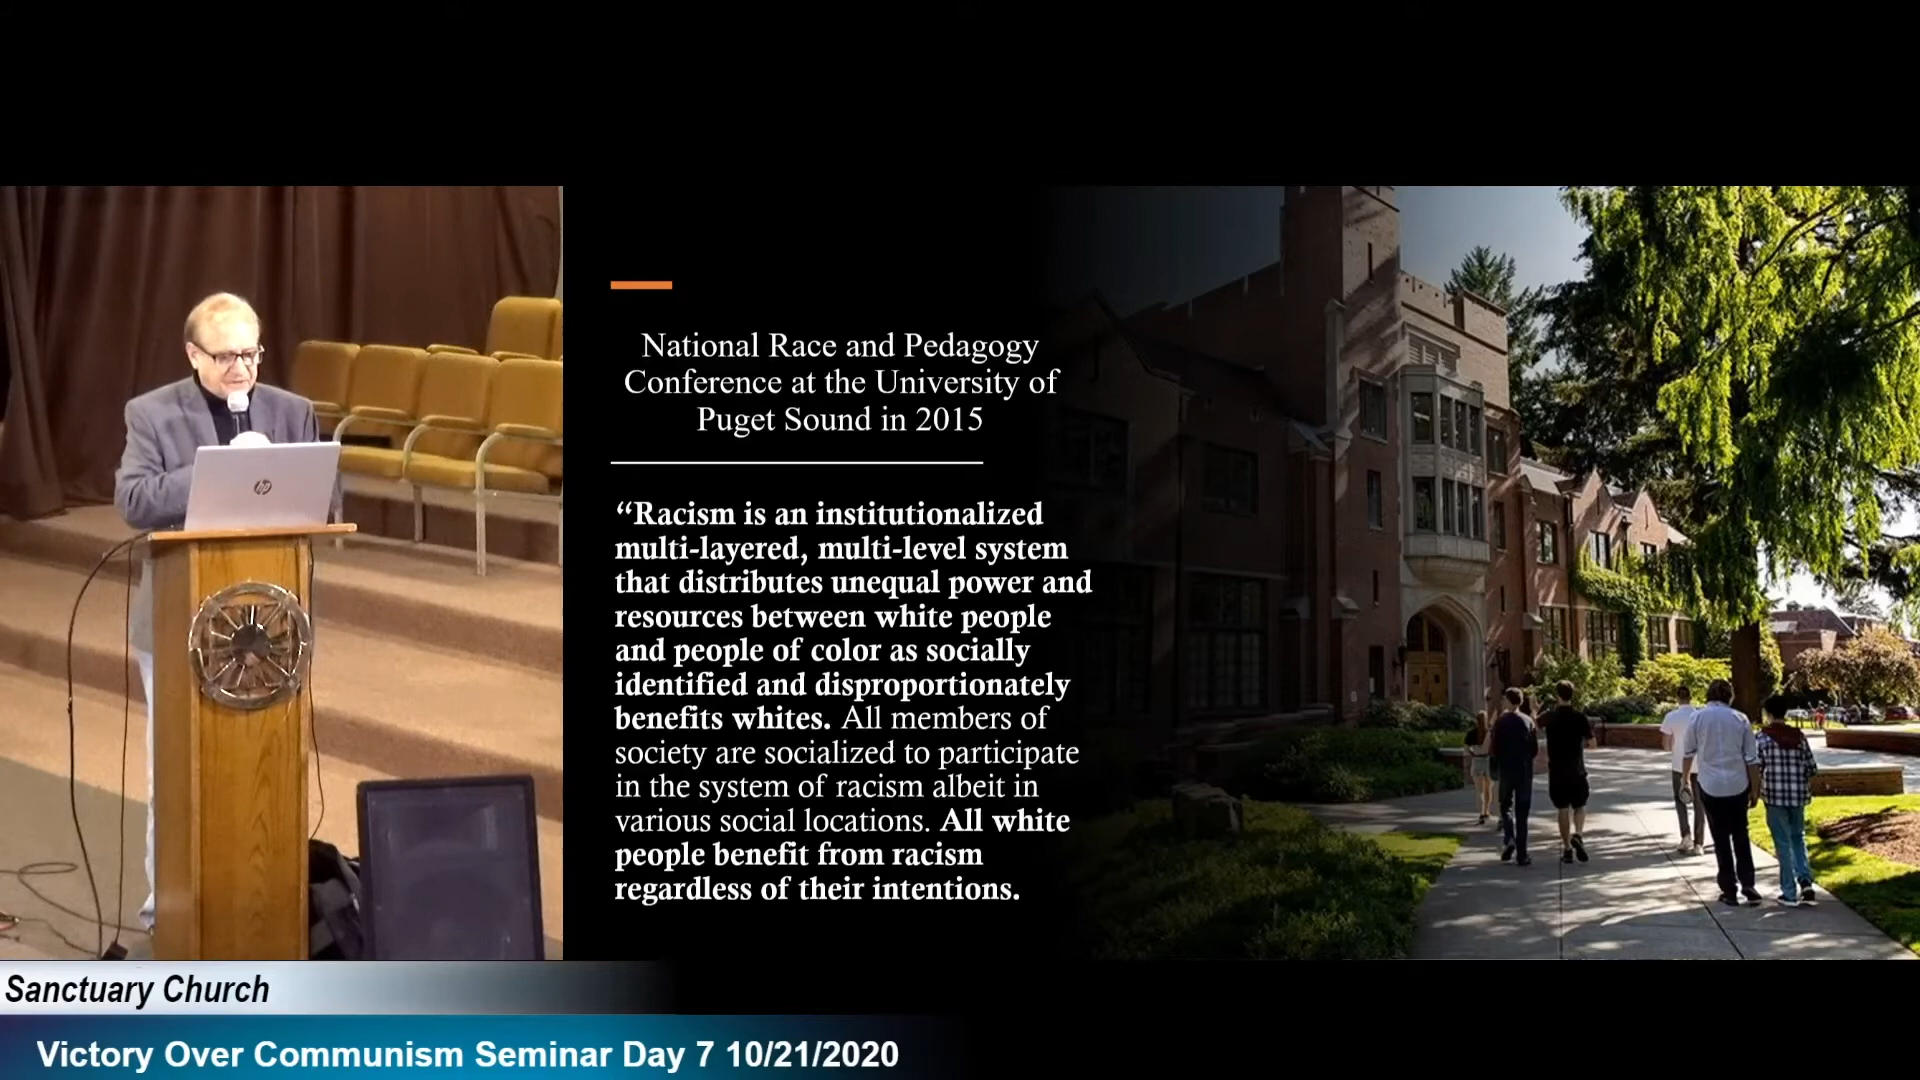 National Race and Pedagogy
Conference at the University of
Puget Sound in 2015
“Racism is an institutionalized
multi-layered, multi-level system
that distributes unequal power and
resources between white people
and people of color as socially
identified and disproportionately
benefits whites. All members of
society are socialized to participate
in the system of racism albeit in
various social locations. All white
people benefit from racism
regardless of their intentions.
hp
Sanctuary Church
Victory Over Communism Seminar Day 7 10/21/2020